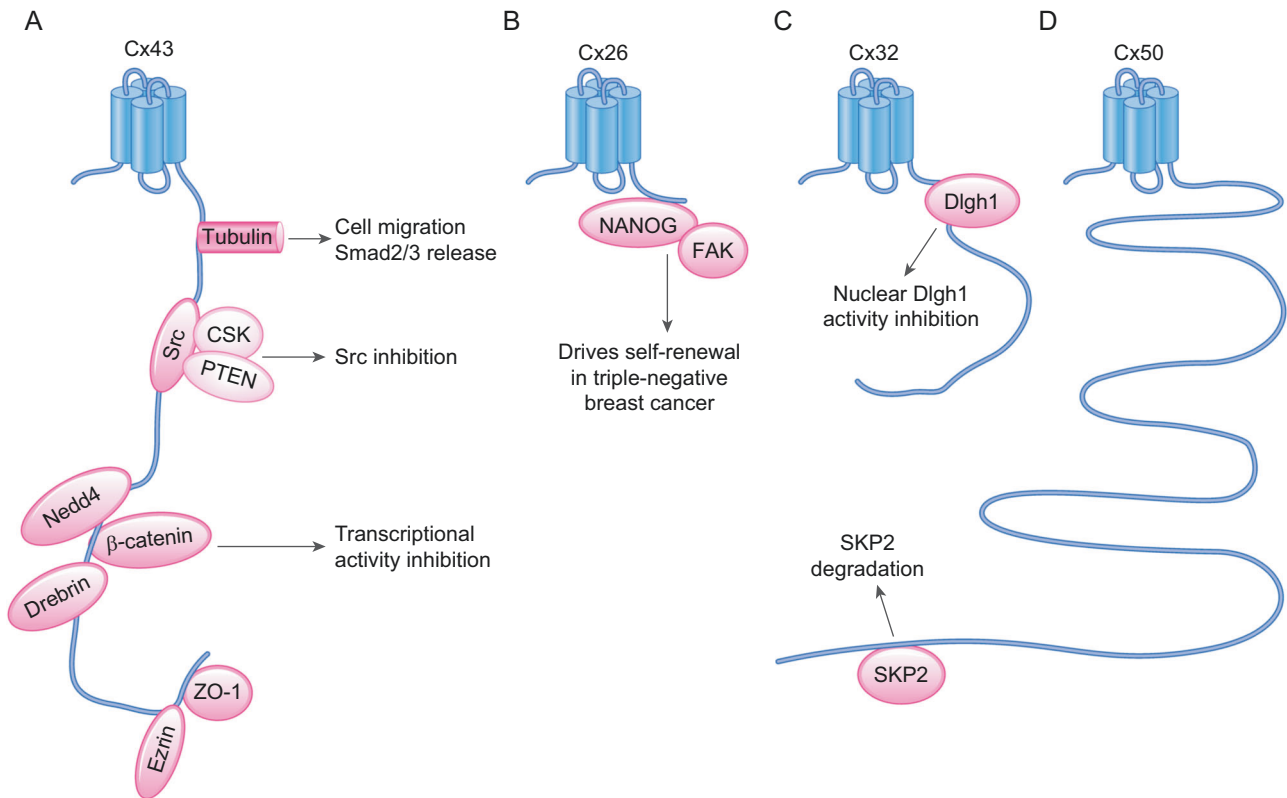 A
Cx43
Tubulin
Cell migration
Smad2/3 release
Src
CSK
PTEN
Src inhibition
Nedd4
β-catenin
Transcriptional
activity inhibition
Drebrin
ZO-1
Ezrin
B
Cx26
NANOG
FAK
Drives self-renewal
in triple-negative
breast cancer
C
Cx32
Dlgh1
Nuclear Dlgh1
activity inhibition
D
Cx50
SKP2
degradation
SKP2